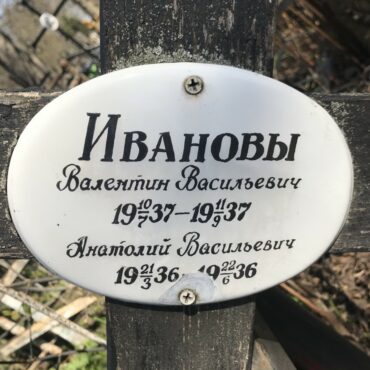 Ивановы
Валентин Васильевич
19 10/7 37 – 19 11/9 37
Анатолий Васильевич
19 21/3 36 – 19 22/6 36